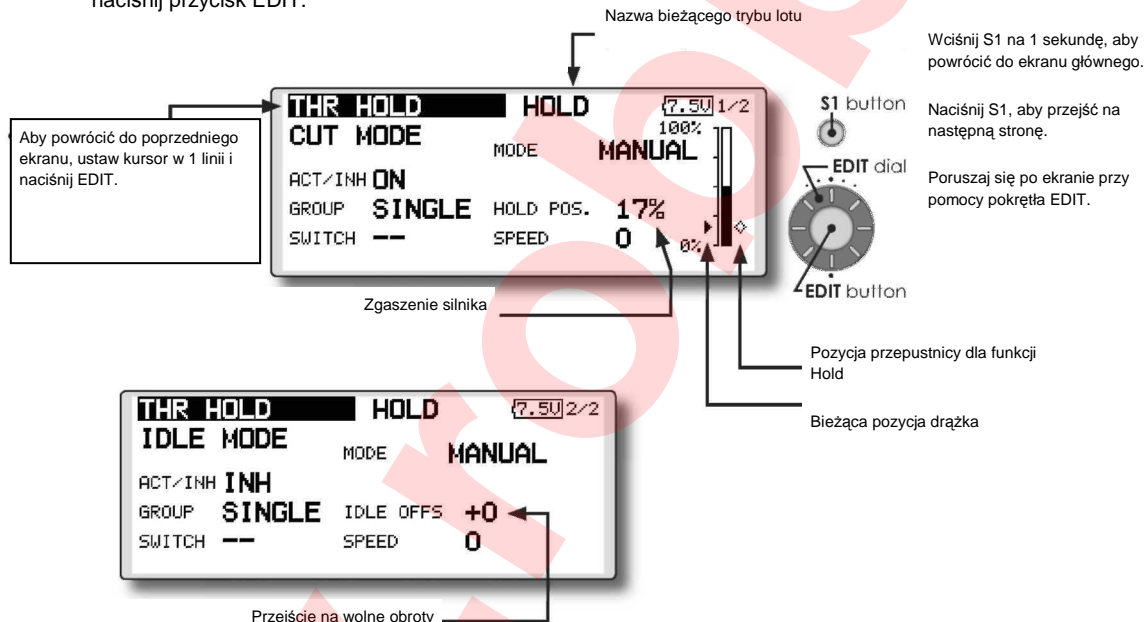 naciśnij przycisk EDIT.
Nazwa bieżącego trybu lotu
Wciśnij S1 na 1 sekundę, aby
powrócić do ekranu głównego.
Naciśnij S1, aby przejść na
następną stronę.
Poruszaj się po ekranie przy
pomocy pokrętła EDIT.
Aby powrócić do poprzedniego
ekranu, ustaw kursor w 1 linii i
naciśnij EDIT.
THR HOLD HOLD 7.5V 1/2
CUT MODE MODE MANUAL 100%
ACT/INH ON
GROUP SINGLE HOLD POS. 17%
SWITCH -- SPEED 0 0%
S1 button
EDIT dial
EDIT button
Zgaszenie silnika
Pozycja przepustnicy dla funkcji
Hold
Bieżąca pozycja drążka
THR HOLD HOLD 7.5V 2/2
IDLE MODE MODE MANUAL
ACT/INH INH
GROUP SINGLE IDLE OFFS +0
SWITCH -- SPEED 0
Przejście na wolne obroty